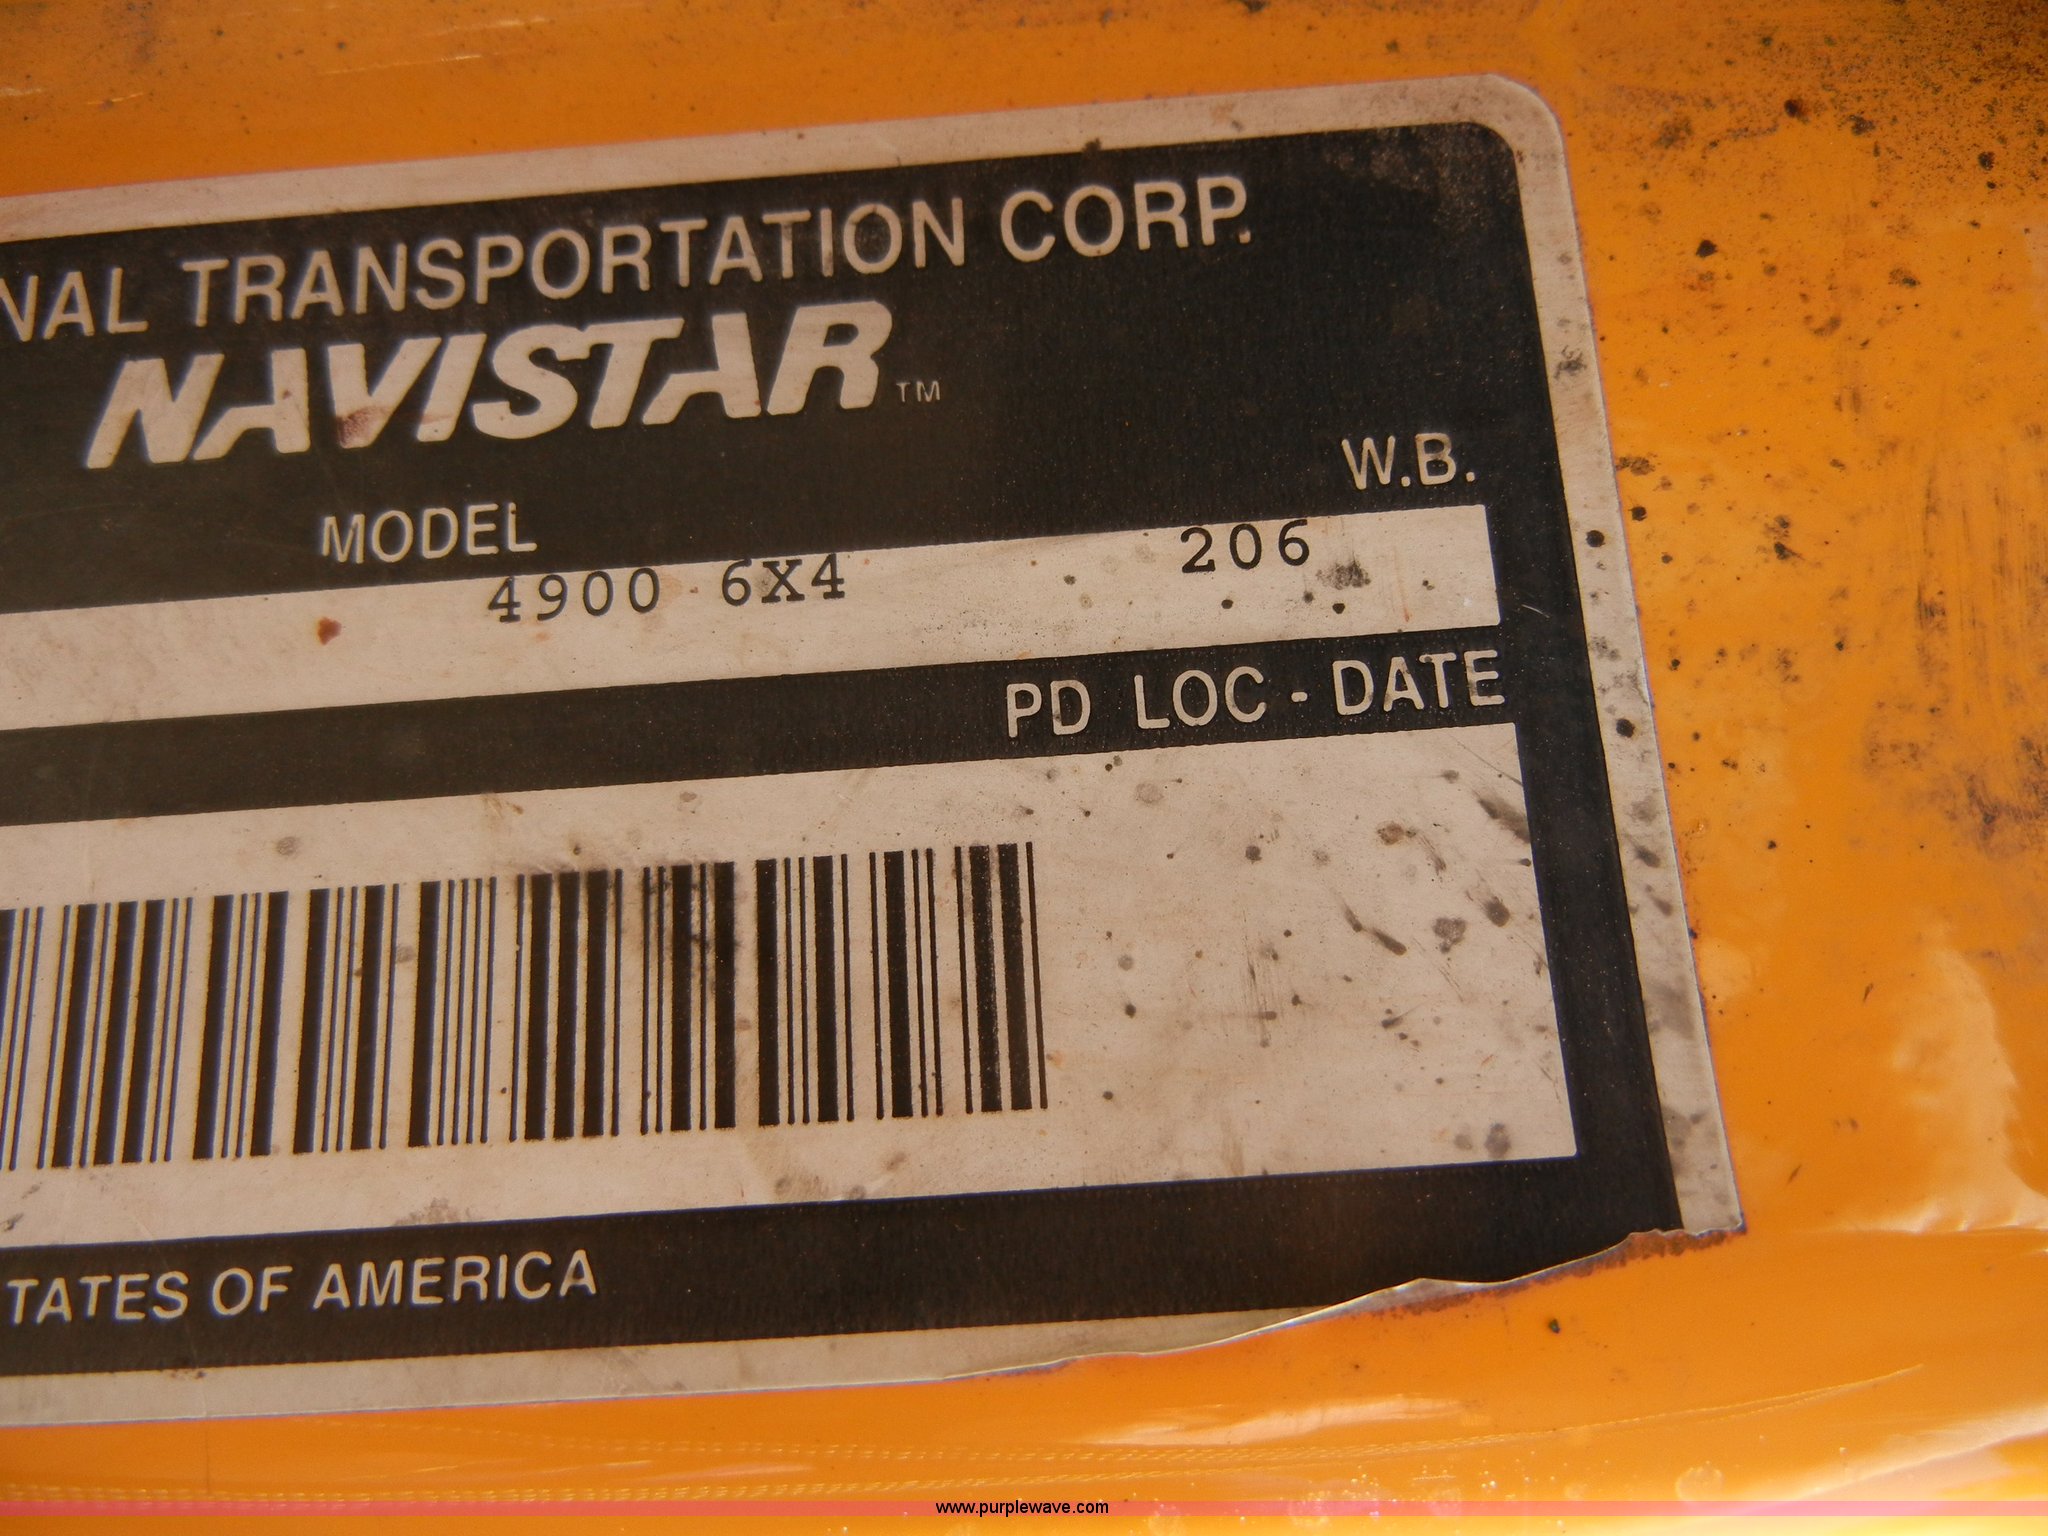 NAL TRANSPORTATION CORP.
NAVISTAR™
W.B.
MODEL
4900 6X4 206
PD LOC - DATE
TATES OF AMERICA
www.purplewave.com